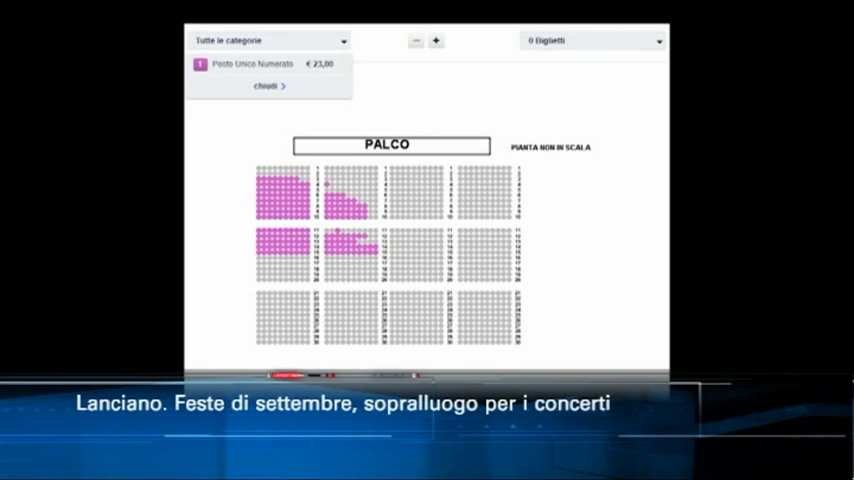 Tutte le categorie
0 Biglietti
1 Posto Unico Numerato € 23,00
chiudi
PALCO
PIANTA NON IN SCALA
Lanciano. Feste di settembre, sopralluogo per i concerti